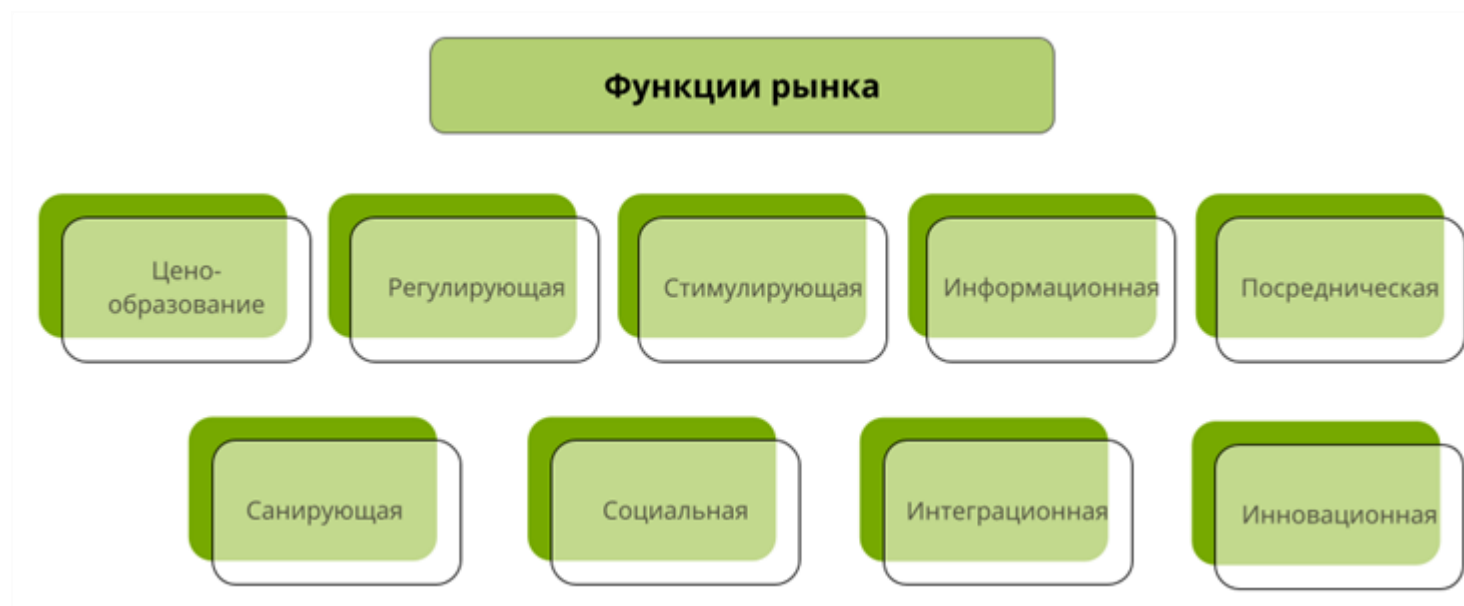 Функции рынка
Цено-
образование
Регулирующая
Стимулирующая
Информационная
Посредническая
Санирующая
Социальная
Интеграционная
Инновационная